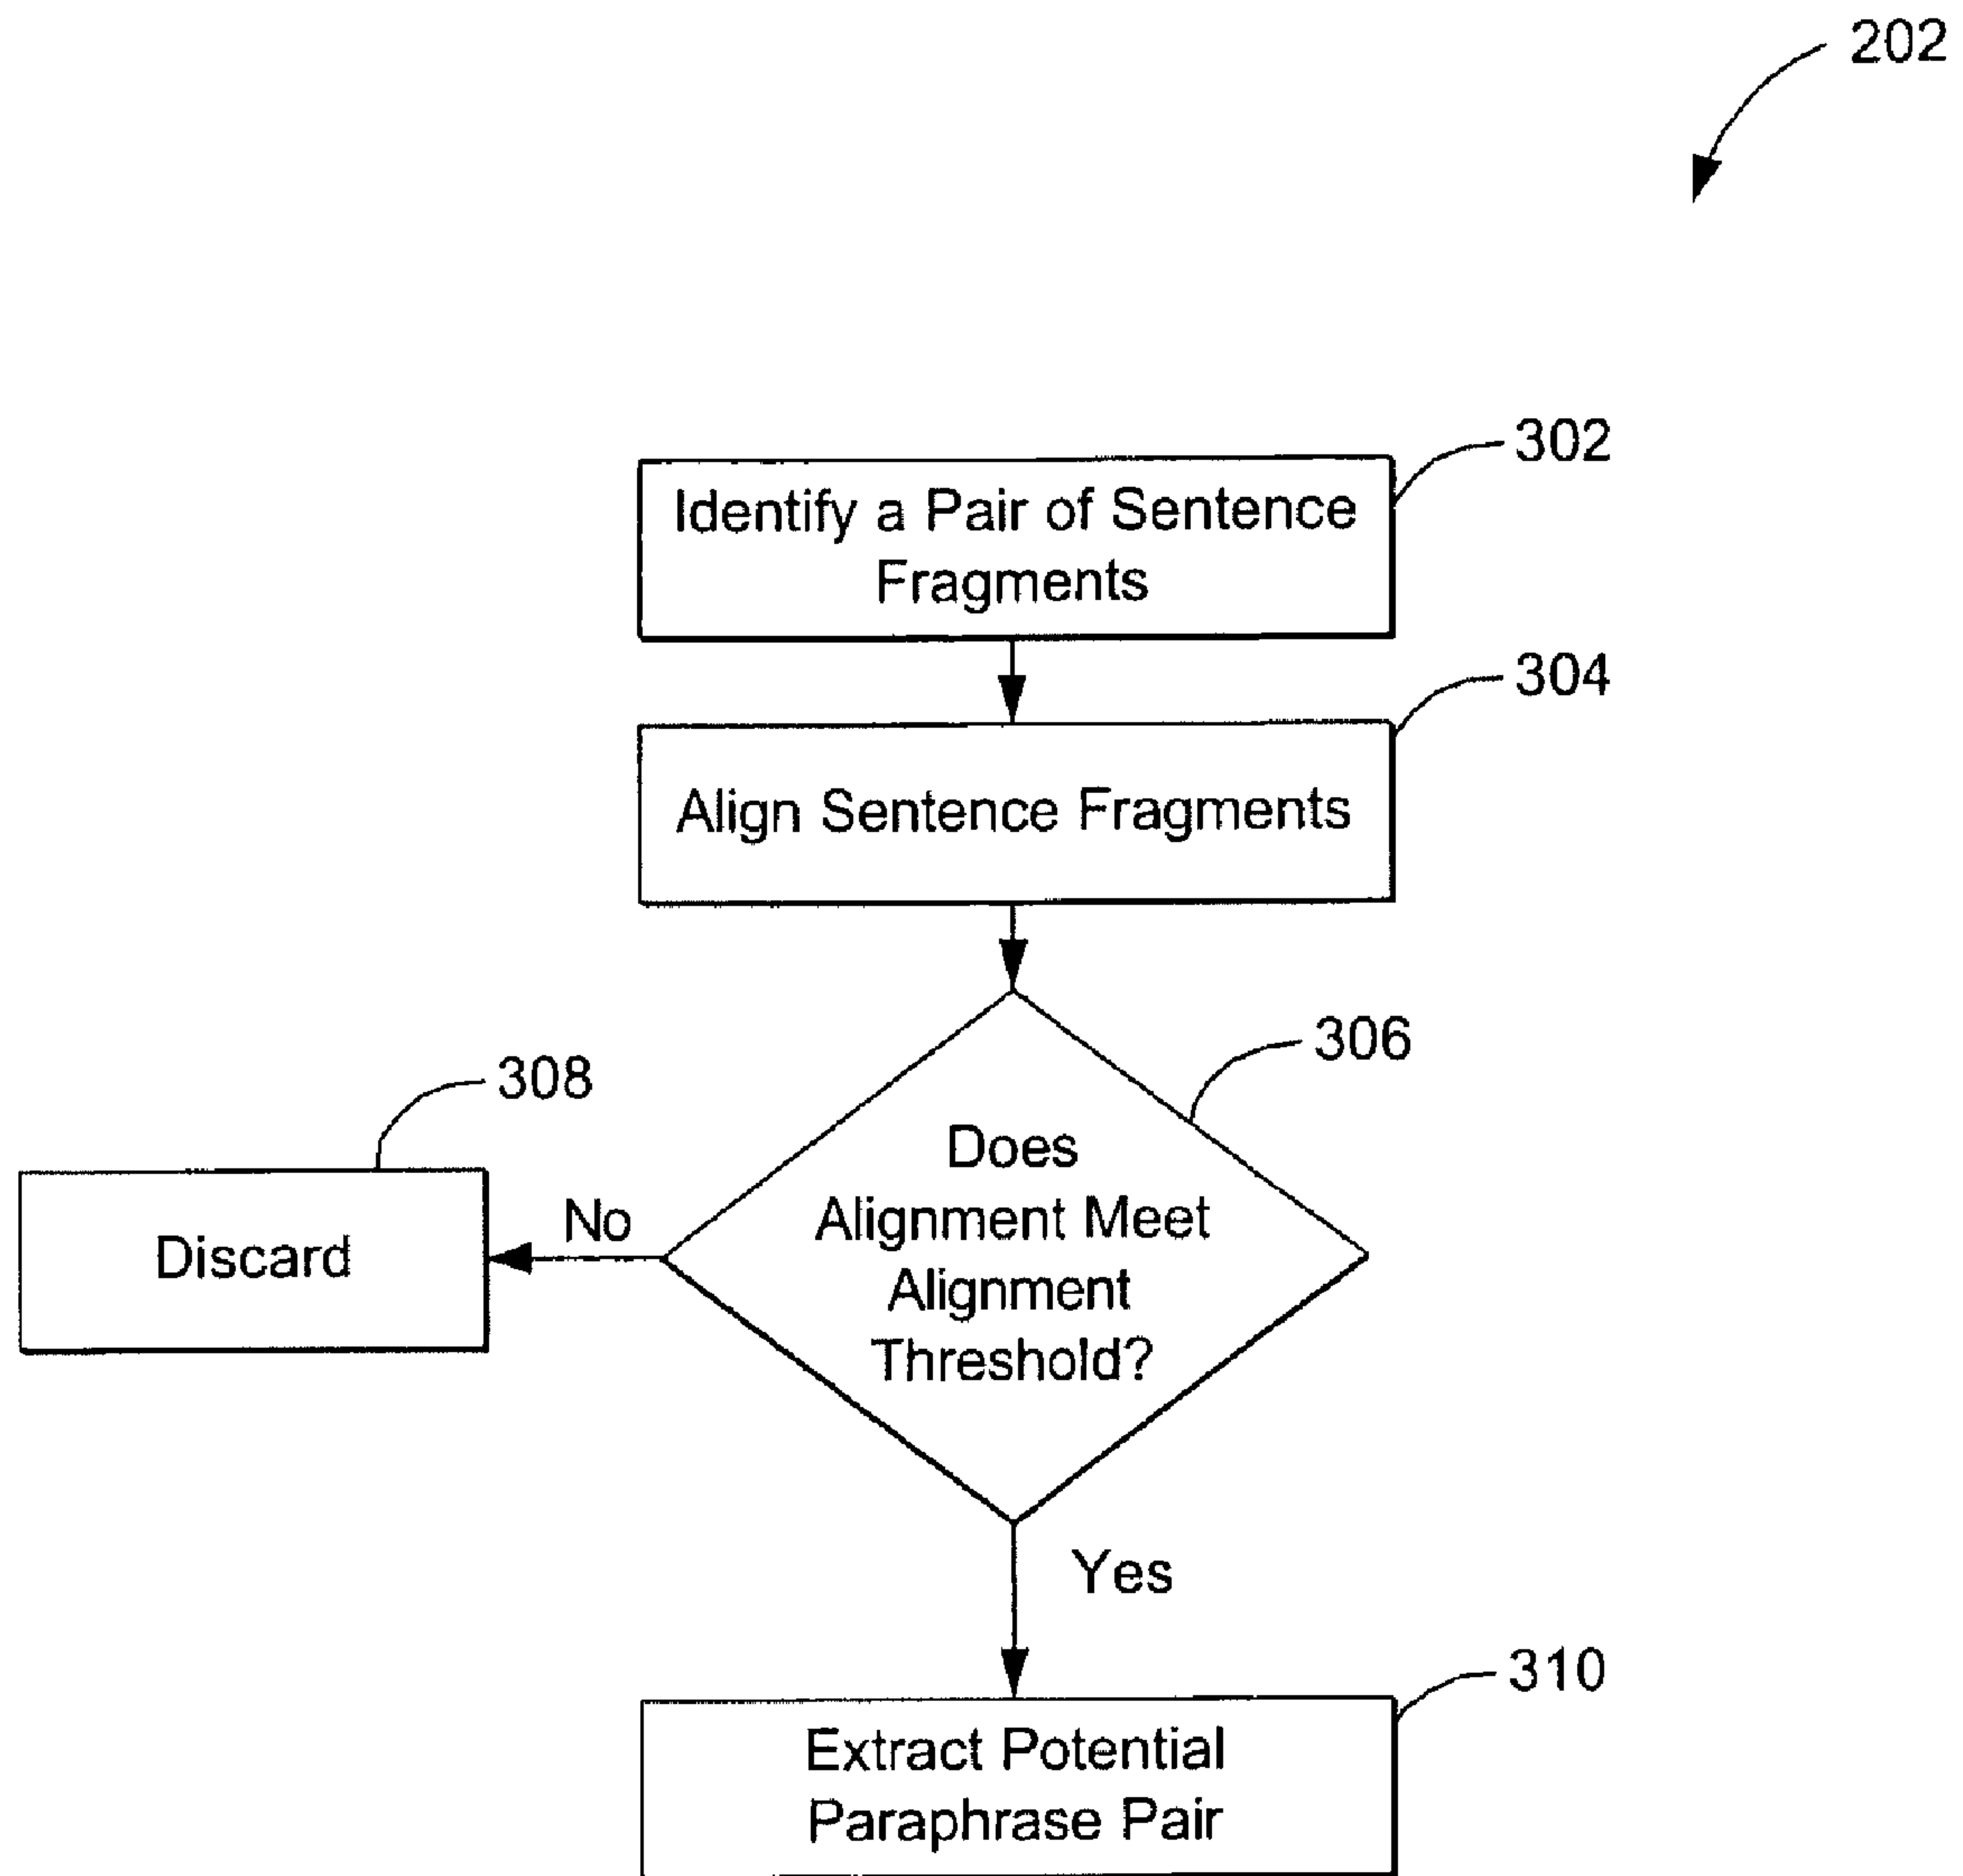 202
302
Identify a Pair of Sentence
Fragments
304
Align Sentence Fragments
306
Does
Alignment Meet
Alignment
Threshold?
308
No
Discard
Yes
310
Extract Potential
Paraphrase Pair